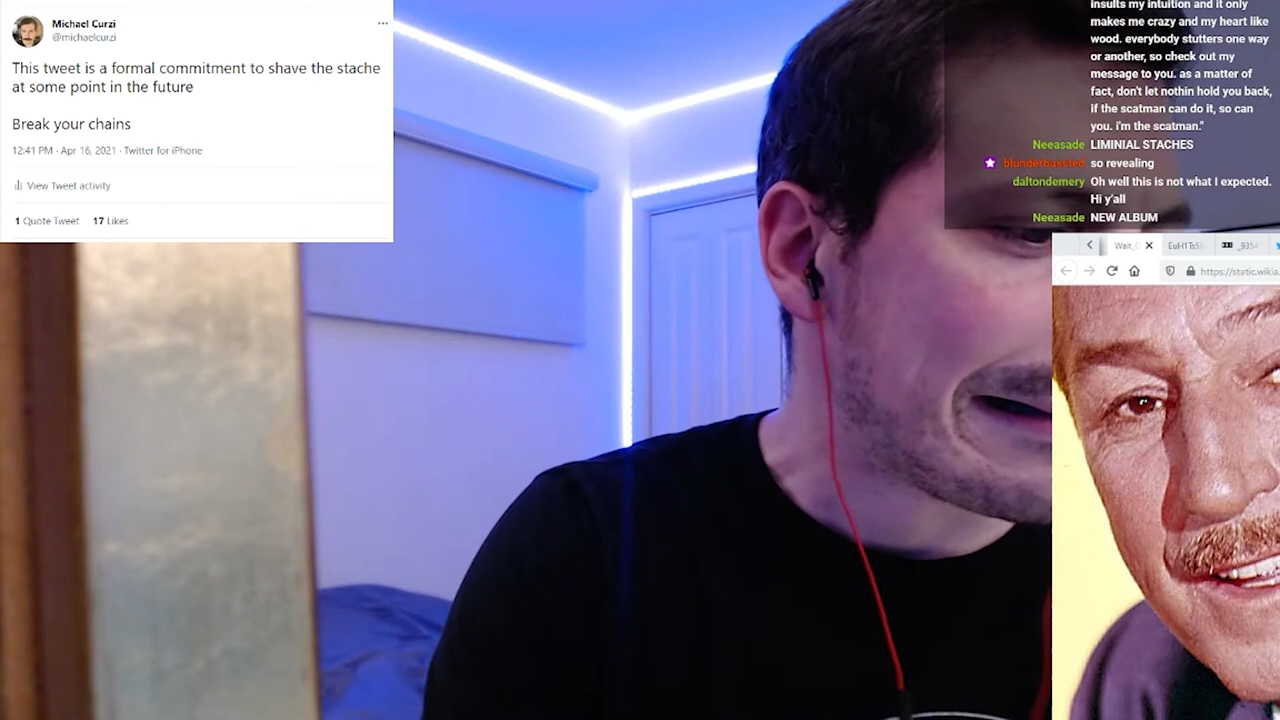 Michael Curzi
@michaelcurzi
This tweet is a formal commitment to shave the stache
at some point in the future
Break your chains
12:41 PM · Apr 16, 2021 · Twitter for iPhone
View Tweet activity
1 Quote Tweet 17 Likes
insults my intuition and it only
makes me crazy and my heart like
wood. everybody stutters one way
or another, so check out my
message to you. as a matter of
fact, don't let nothin hold you back,
if the scatman can do it, so can
you. i'm the scatman."
Neeasade LIMINIAL STACHES
blunderbussted so revealing
daltondemery Oh well this is not what I expected.
Hi y'all
Neeasade NEW ALBUM
Walt_
EuH1Ts5X
_935
https://static.wikia.